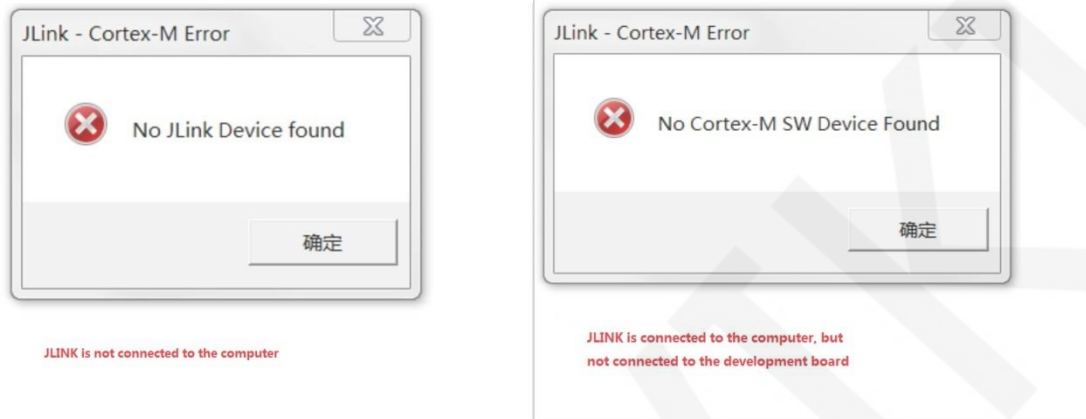 JLink - Cortex-M Error
No JLink Device found
确定
JLINK is not connected to the computer
JLink - Cortex-M Error
No Cortex-M SW Device Found
确定
JLINK is connected to the computer, but
not connected to the development board